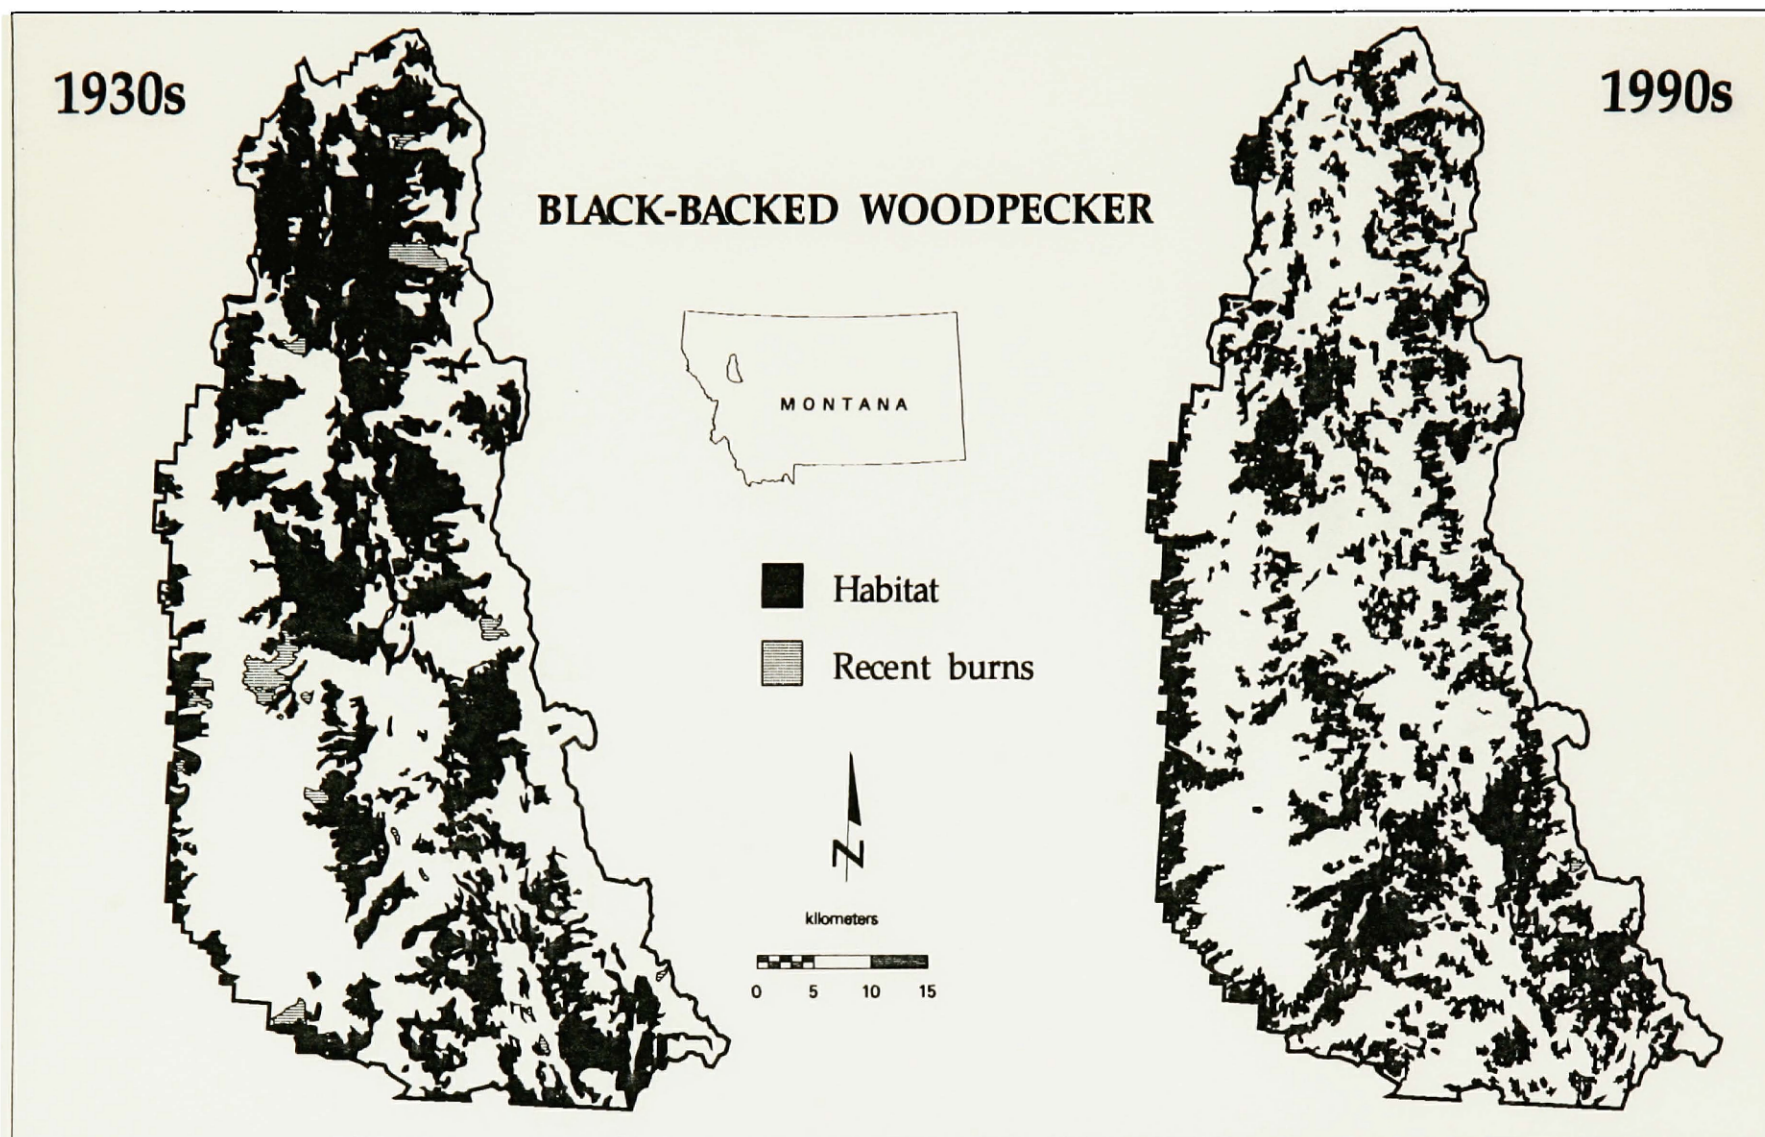 1930s
1990s
BLACK-BACKED WOODPECKER
MONTANA
Habitat
Recent burns
N
kilometers
0 5 10 15